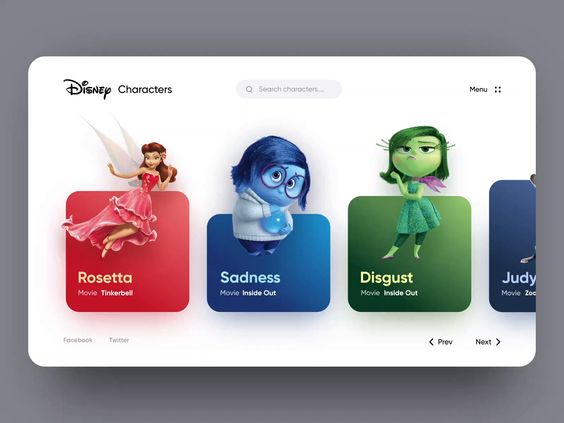 Disney Characters
Search characters....
Menu
Rosetta
Movie Tinkerbell
Sadness
Movie Inside Out
Disgust
Movie Inside Out
Judy
Movie Zoo
Facebook
Twitter
Prev
Next